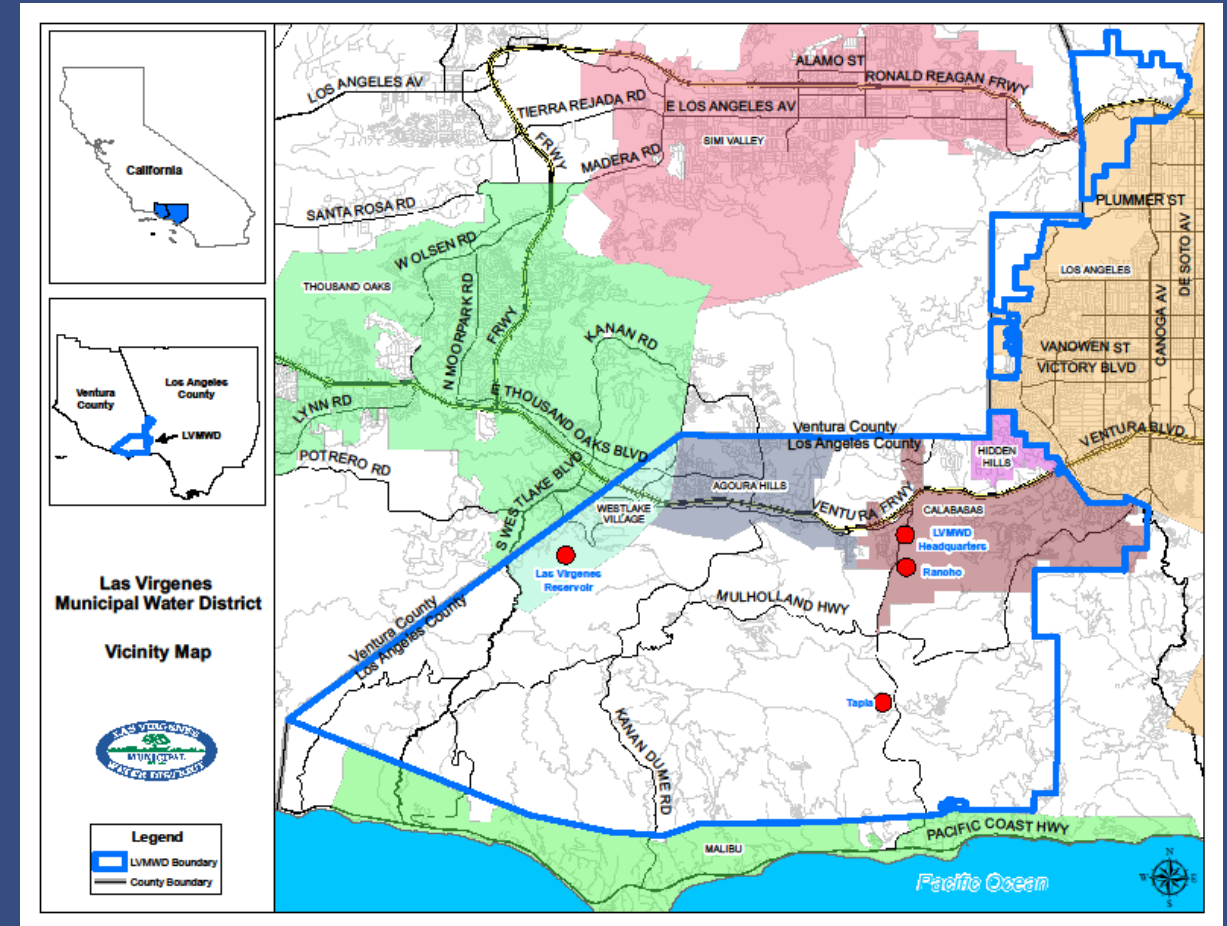 California
Ventura
County
Los Angeles
County
LVMWD
Las Virgenes
Municipal Water District
Vicinity Map
LAS VIRGENES
MUNICIPAL
WATER DISTRICT
Legend
LVMWD Boundary
County Boundary
ALAMO ST
RONALD REAGAN FRWY
LOS ANGELES AV
TIERRA REJADA RD
E LOS ANGELES AV
SIMI VALLEY
FRWY
MADERA RD
SANTA ROSA RD
PLUMMER ST
W OLSEN RD
LOS ANGELES
DE SOTO AV
THOUSAND OAKS
N MOORPARK RD
FRWY
KANAN RD
CANOGA AV
VANOWEN ST
VICTORY BLVD
LYNN RD
E THOUSAND OAKS BLVD
Ventura County
Los Angeles County
VENTURA BLVD
POTRERO RD
HIDDEN
HILLS
S WESTLAKE BLVD
AGOURA HILLS
WESTLAKE
VILLAGE
VENTURA FRWY
CALABASAS
LVMWD
Headquarters
Las Virgenes
Reservoir
Rancho
MULHOLLAND HWY
Ventura County
Los Angeles County
Tapia
KANAN DUME RD
PACIFIC COAST HWY
MALIBU
Pacific Ocean
N
W
E
S